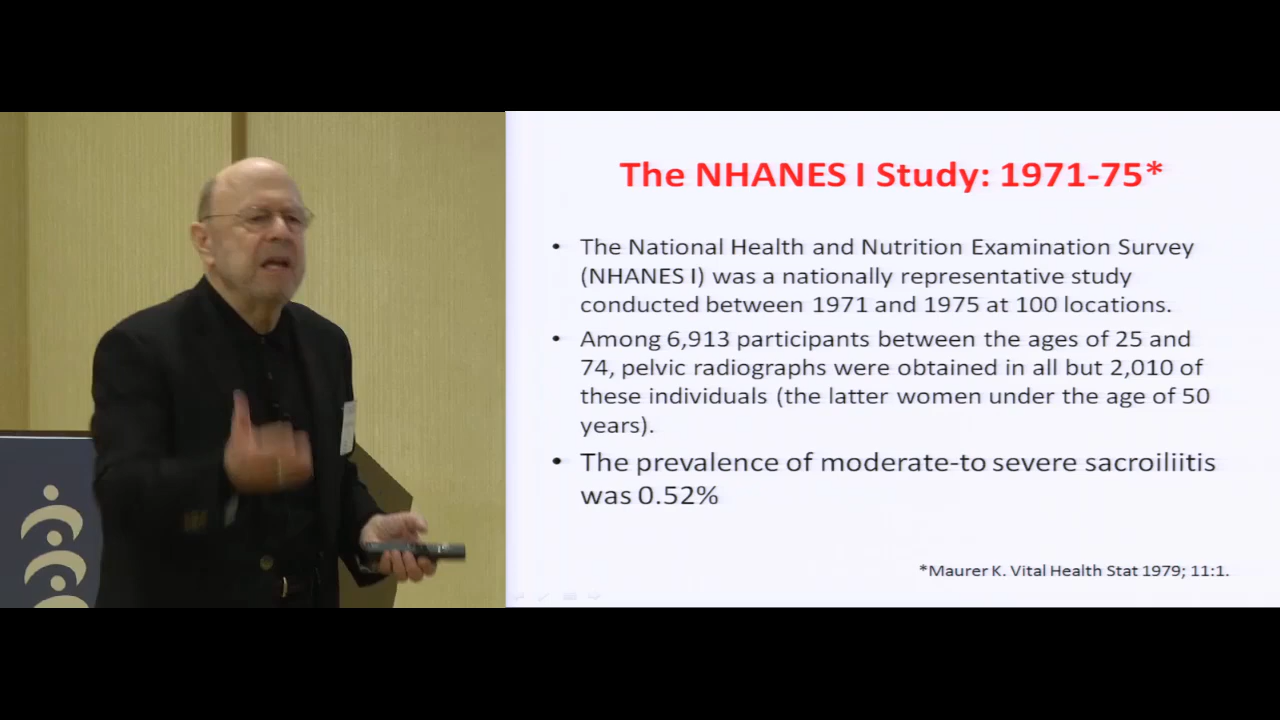 The NHANES I Study: 1971-75*
• The National Health and Nutrition Examination Survey
(NHANES I) was a nationally representative study
conducted between 1971 and 1975 at 100 locations.
• Among 6,913 participants between the ages of 25 and
74, pelvic radiographs were obtained in all but 2,010 of
these individuals (the latter women under the age of 50
years).
• The prevalence of moderate-to severe sacroiliitis
was 0.52%
*Maurer K. Vital Health Stat 1979; 11:1.